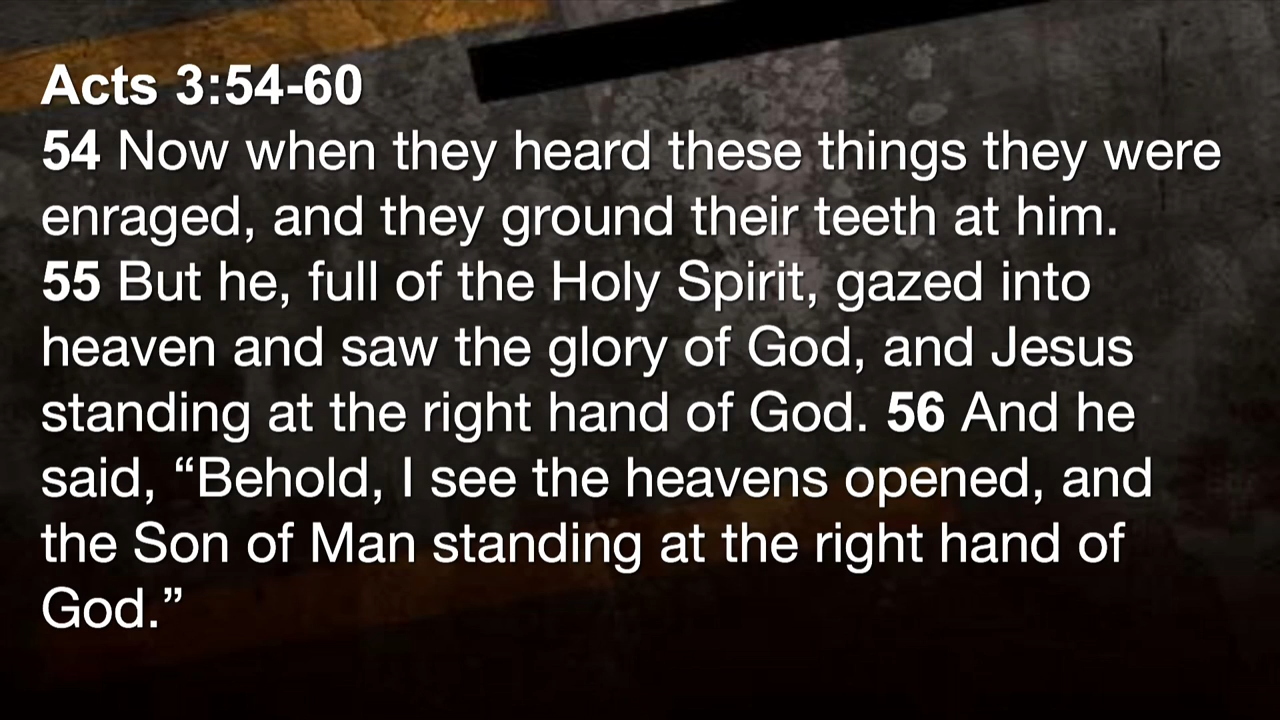 Acts 3:54-60
54 Now when they heard these things they were
enraged, and they ground their teeth at him.
55 But he, full of the Holy Spirit, gazed into
heaven and saw the glory of God, and Jesus
standing at the right hand of God. 56 And he
said, “Behold, I see the heavens opened, and
the Son of Man standing at the right hand of
God.”